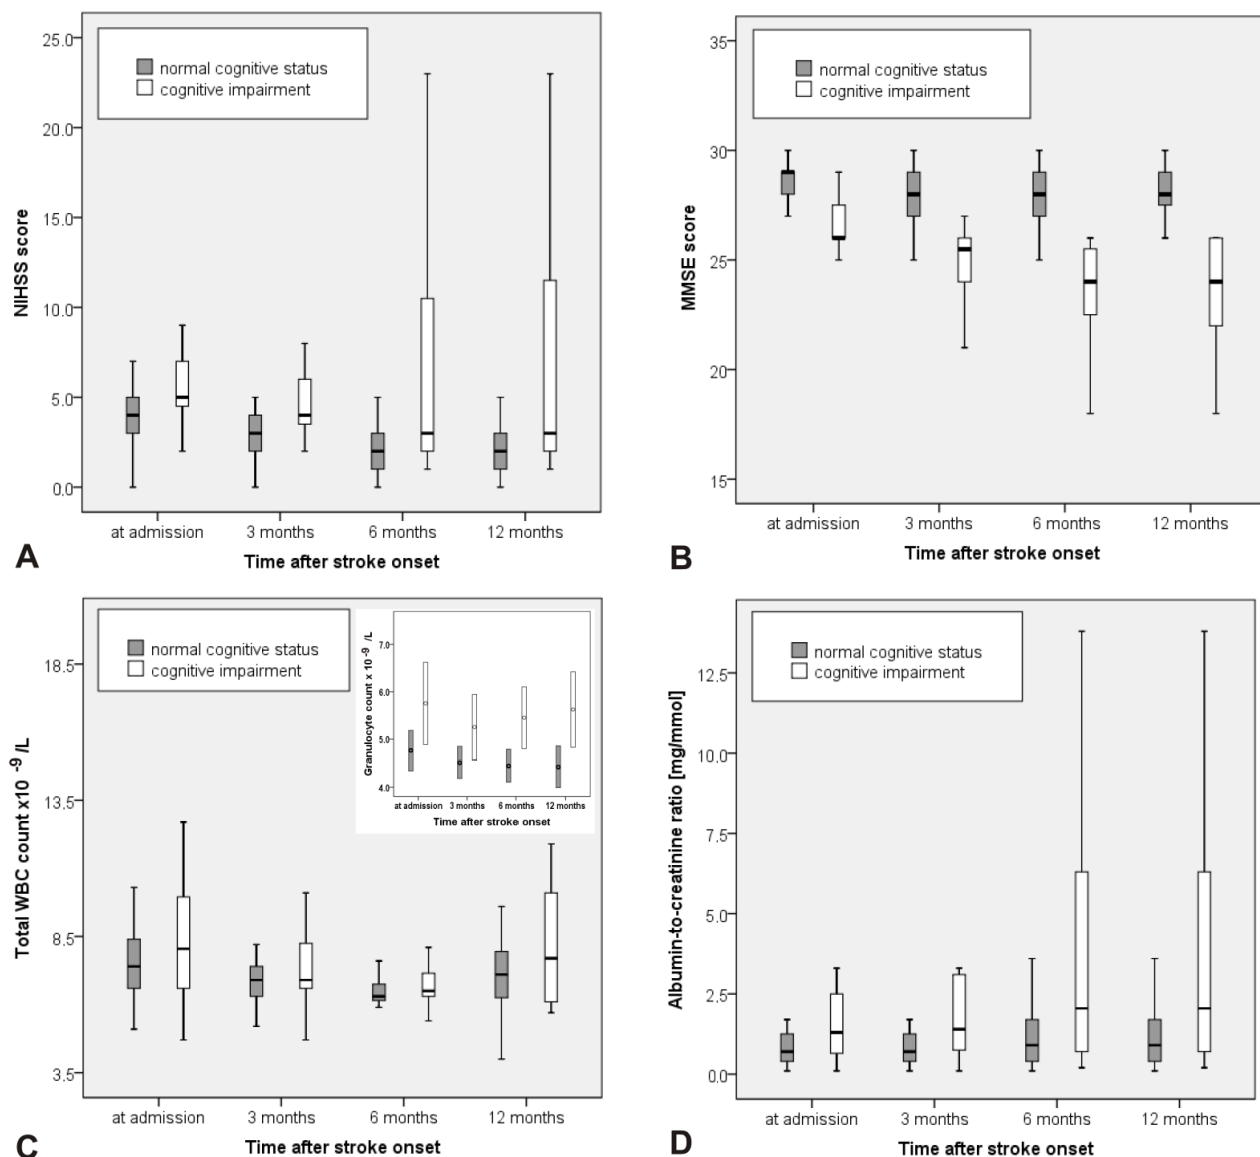 NIHSS score
25.0
20.0
15.0
10.0
5.0
0.0
normal cognitive status
cognitive impairment
at admission 3 months 6 months 12 months
Time after stroke onset
A
MMSE score
35
30
25
20
15
normal cognitive status
cognitive impairment
at admission 3 months 6 months 12 months
Time after stroke onset
B
Total WBC count x10 -9 /L
18.5
13.5
8.5
3.5
normal cognitive status
cognitive impairment
Granulocyte count x 10 -9 /L
7.0
6.0
5.0
4.0
at admission 3 months 6 months 12 months
Time after stroke onset
at admission 3 months 6 months 12 months
Time after stroke onset
C
Albumin-to-creatinine ratio [mg/mmol]
12.5
10.0
7.5
5.0
2.5
0.0
normal cognitive status
cognitive impairment
at admission 3 months 6 months 12 months
Time after stroke onset
D